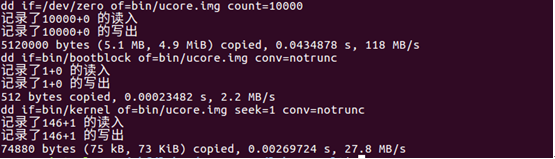 dd if=/dev/zero of=bin/ucore.img count=10000
记录了10000+0 的读入
记录了10000+0 的写出
5120000 bytes (5.1 MB, 4.9 MiB) copied, 0.0434878 s, 118 MB/s
dd if=bin/bootblock of=bin/ucore.img conv=notrunc
记录了1+0 的读入
记录了1+0 的写出
512 bytes copied, 0.00023482 s, 2.2 MB/s
dd if=bin/kernel of=bin/ucore.img seek=1 conv=notrunc
记录了146+1 的读入
记录了146+1 的写出
74880 bytes (75 kB, 73 KiB) copied, 0.00269724 s, 27.8 MB/s